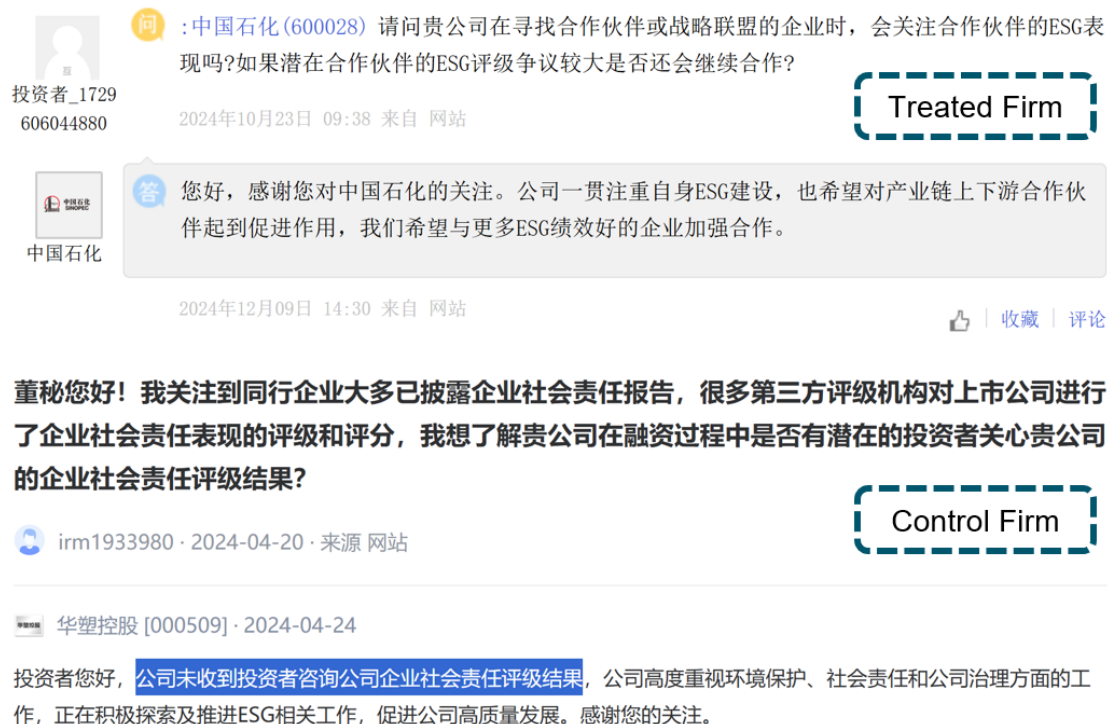 问 :中国石化(600028) 请问贵公司在寻找合作伙伴或战略联盟的企业时，会关注合作伙伴的ESG表
现吗?如果潜在合作伙伴的ESG评级争议较大是否还会继续合作?
互
投资者_1729
606044880
2024年10月23日 09:38 来自 网站
Treated Firm
答 您好，感谢您对中国石化的关注。公司一贯注重自身ESG建设，也希望对产业链上下游合作伙
伴起到促进作用，我们希望与更多ESG绩效好的企业加强合作。
中国石化
SINOPEC
中国石化
2024年12月09日 14:30 来自 网站
收藏 评论
董秘您好！我关注到同行企业大多已披露企业社会责任报告，很多第三方评级机构对上市公司进行
了企业社会责任表现的评级和评分，我想了解贵公司在融资过程中是否有潜在的投资者关心贵公司
的企业社会责任评级结果？
Control Firm
irm1933980 · 2024-04-20 · 来源 网站
华塑控股 华塑控股 [000509] · 2024-04-24
投资者您好，公司未收到投资者咨询公司企业社会责任评级结果，公司高度重视环境保护、社会责任和公司治理方面的工
作，正在积极探索及推进ESG相关工作，促进公司高质量发展。感谢您的关注。